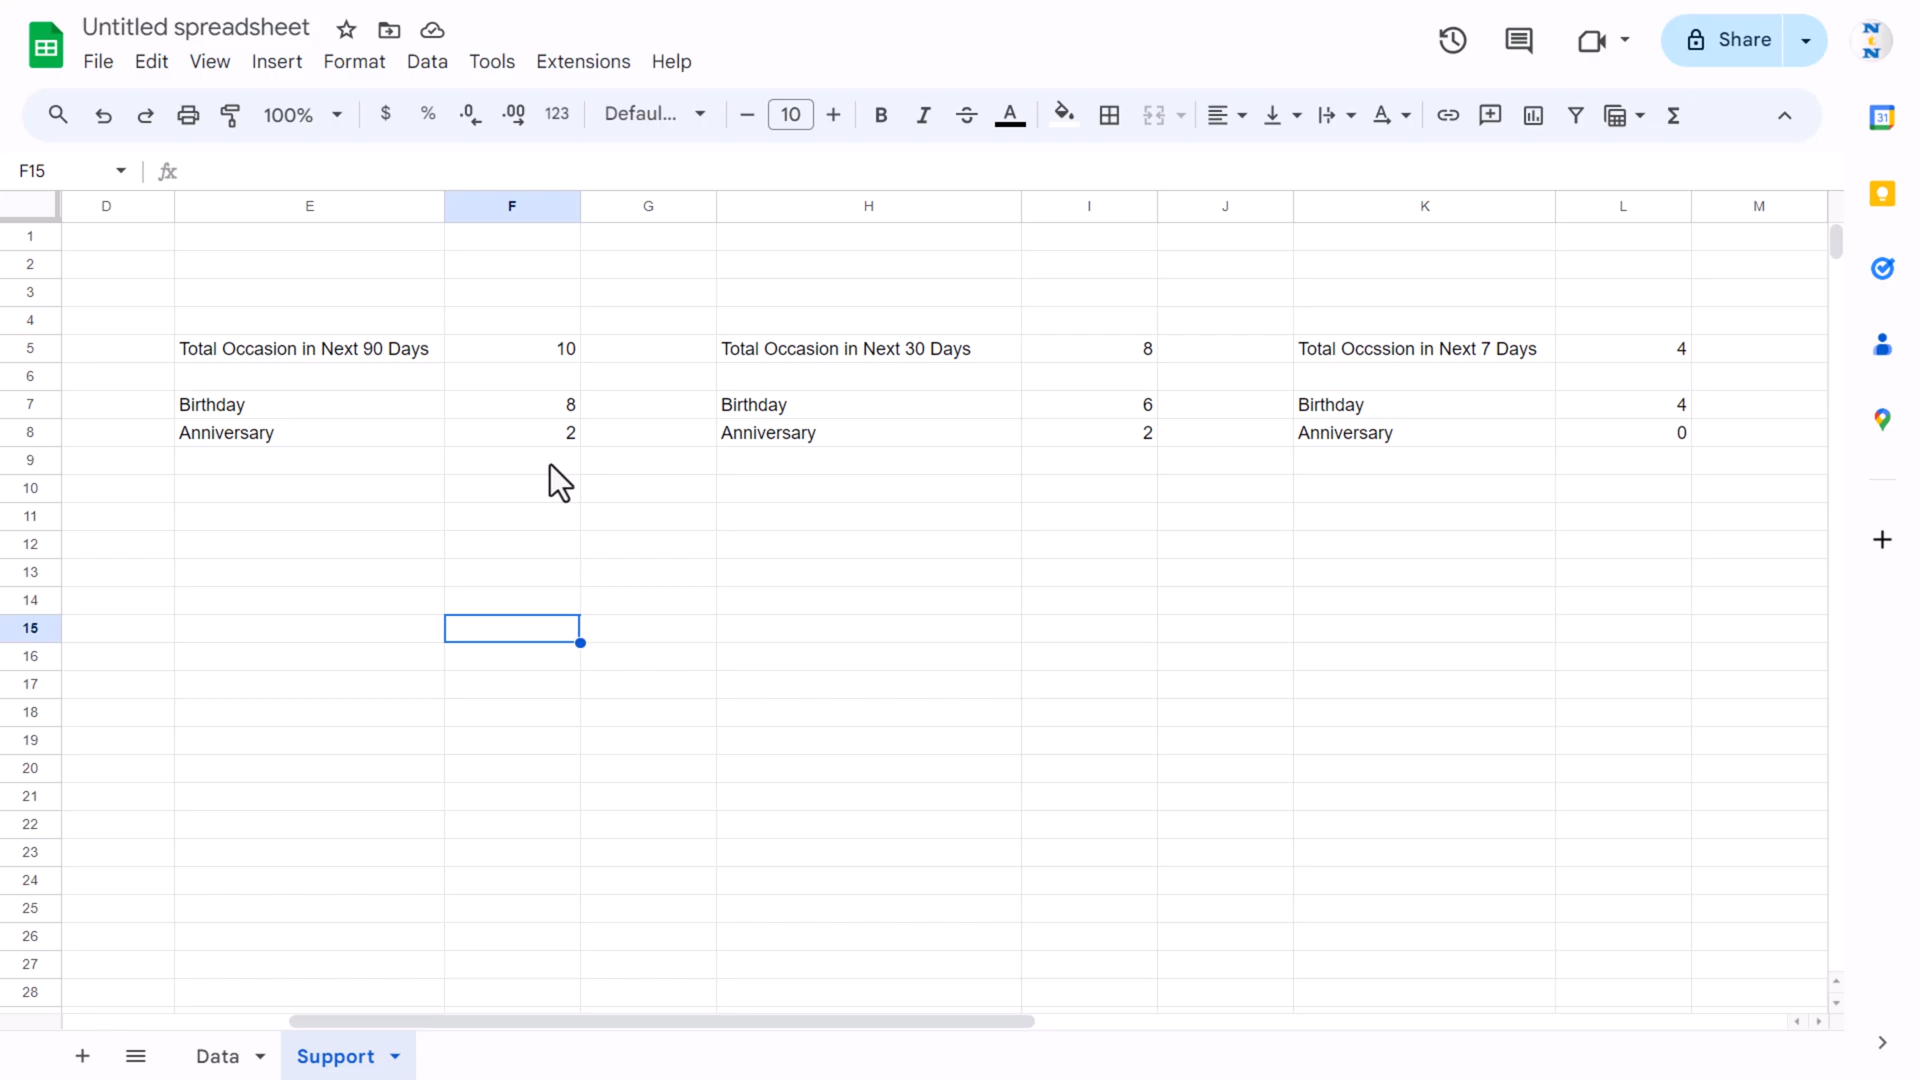 Untitled spreadsheet
File Edit View Insert Format Data Tools Extensions Help
Share
100% $ % .0 .00 123 Defaul... 10 B I S A Σ
31
F15 fx
D E F G H I J K L M
1
2
3
4
5 Total Occasion in Next 90 Days 10 Total Occasion in Next 30 Days 8 Total Occssion in Next 7 Days 4
6
7 Birthday 8 Birthday 6 Birthday 4
8 Anniversary 2 Anniversary 2 Anniversary 0
9
10
11
12
13
14
15
16
17
18
19
20
21
22
23
24
25
26
27
28
Data Support